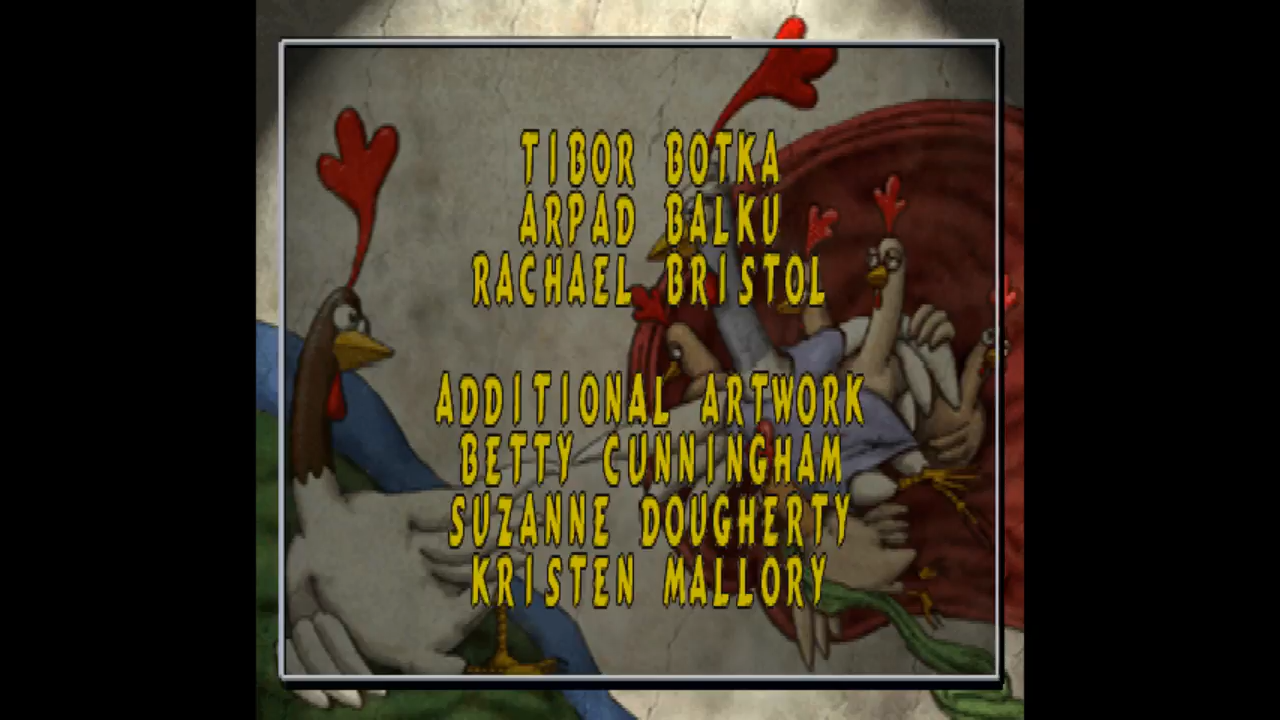 TIBOR BOTKA
ARPAD BALKU
RACHAEL BRISTOL
ADDITIONAL ARTWORK
BETTY CUNNINGHAM
SUZANNE DOUGHERTY
KRISTEN MALLORY